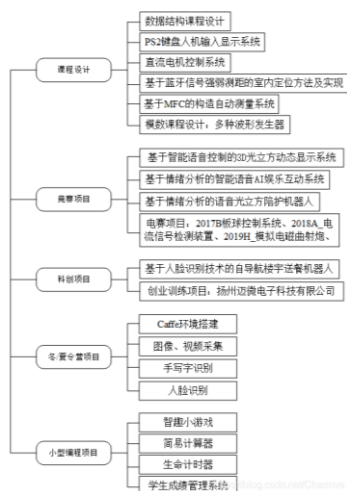 课程设计
数据结构课程设计
PS2键盘人机输入显示系统
直流电机控制系统
基于蓝牙信号强弱测距的室内定位方法及实现
基于MFC的构造自动测量系统
模数课程设计：多种波形发生器
竞赛项目
基于智能语音控制的3D光立方动态显示系统
基于情绪分析的智能语音AI娱乐互动系统
基于情绪分析的语音光立方陪护机器人
电赛项目：2017B板球控制系统、2018A_电
流信号检测装置、2019H_模拟电磁曲射炮、
科创项目
基于人脸识别技术的自导航楼宇送餐机器人
创业训练项目：扬州迈微电子科技有限公司
冬/夏令营项目
Caffe环境搭建
图像、视频采集
手写字识别
人脸识别
小型编程项目
智趣小游戏
简易计算器
生命计时器
学生成绩管理系统